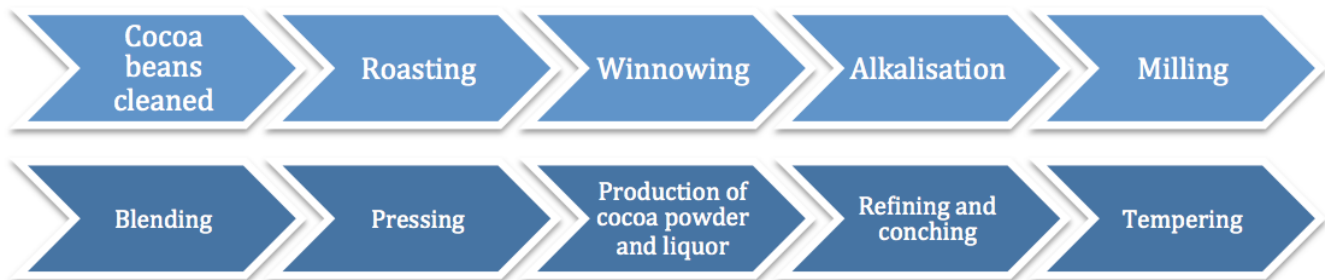 Cocoa
beans
cleaned
Roasting
Winnowing
Alkalisation
Milling
Blending
Pressing
Production of
cocoa powder
and liquor
Refining and
conching
Tempering